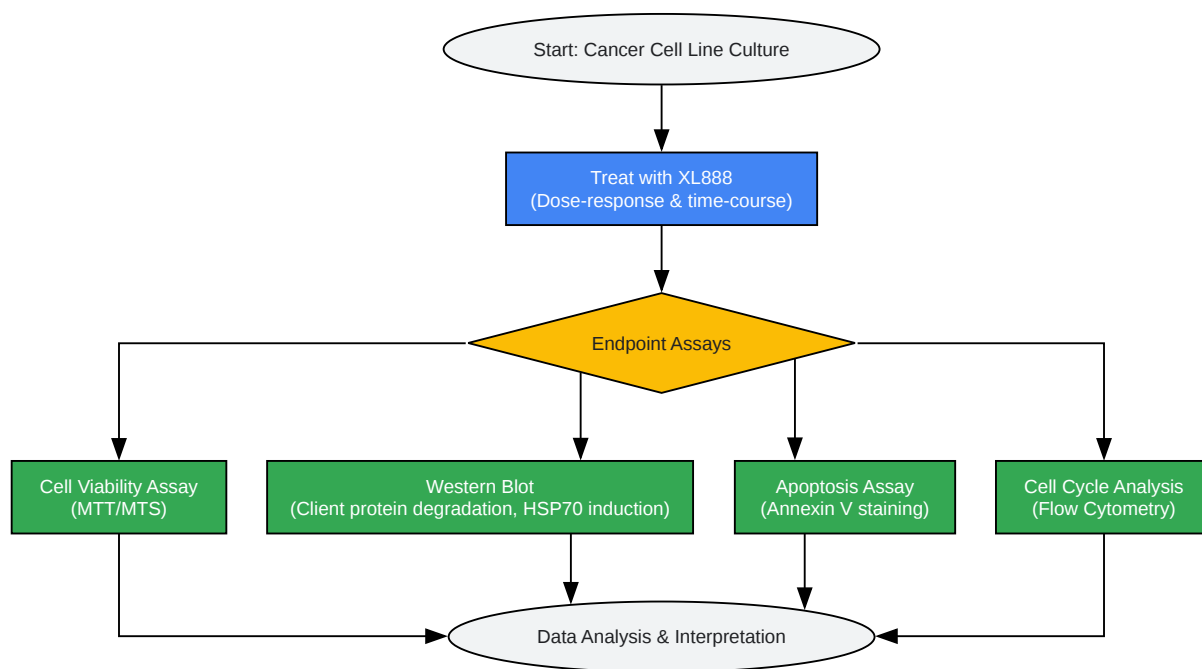 Start: Cancer Cell Line Culture
Treat with XL888
(Dose-response & time-course)
Endpoint Assays
Cell Viability Assay
(MTT/MTS)
Western Blot
(Client protein degradation, HSP70 induction)
Apoptosis Assay
(Annexin V staining)
Cell Cycle Analysis
(Flow Cytometry)
Data Analysis & Interpretation